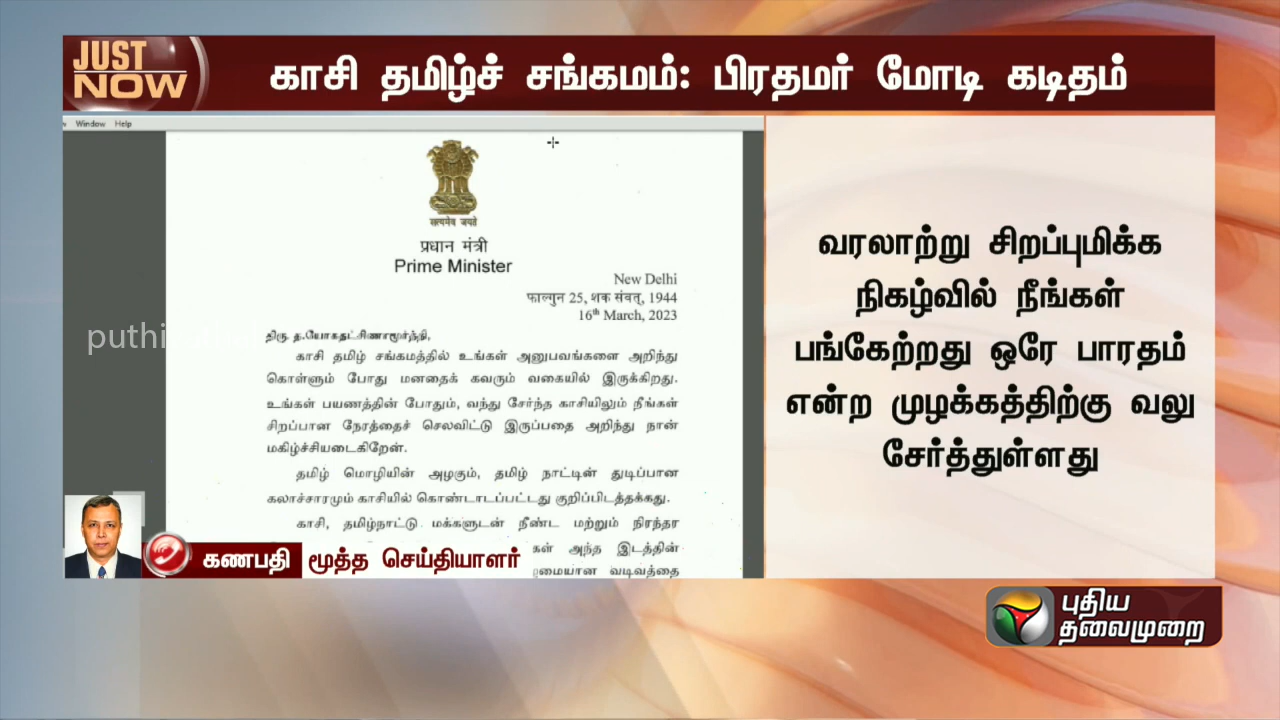 JUST
NOW
காசி தமிழ்ச் சங்கமம்: பிரதமர் மோடி கடிதம்
Window Help
सत्यमेव जयते
प्रधान मंत्री
Prime Minister
New Delhi
फाल्गुन 25, शक संवत्, 1944
16th March, 2023
திரு. த.யோகதட்சிணாமூர்த்தி,
காசி தமிழ் சங்கமத்தில் உங்கள் அனுபவங்களை அறிந்து
கொள்ளும் போது மனதைக் கவரும் வகையில் இருக்கிறது.
உங்கள் பயணத்தின் போதும், வந்து சேர்ந்த காசியிலும் நீங்கள்
சிறப்பான நேரத்தைச் செலவிட்டு இருப்பதை அறிந்து நான்
மகிழ்ச்சியடைகிறேன்.
தமிழ் மொழியின் அழகும், தமிழ் நாட்டின் துடிப்பான
கலாச்சாரமும் காசியில் கொண்டாடப்பட்டது குறிப்பிடத்தக்கது.
காசி, தமிழ்நாட்டு மக்களுடன் நீண்ட மற்றும் நிரந்தர
கள் அந்த இடத்தின்
மையான வடிவத்தை
வரலாற்று சிறப்புமிக்க
நிகழ்வில் நீங்கள்
பங்கேற்றது ஒரே பாரதம்
என்ற முழக்கத்திற்கு வலு
சேர்த்துள்ளது
கணபதி மூத்த செய்தியாளர்
புதிய
தலைமுறை